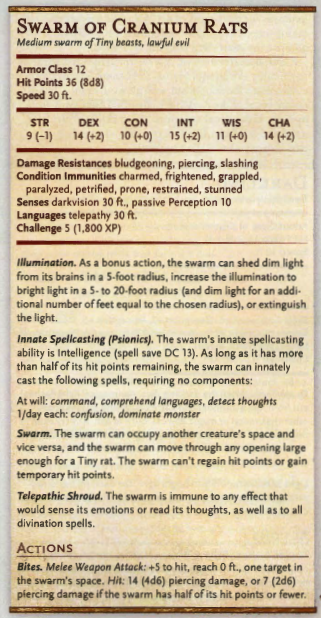 SWARM OF CRANIUM RATS
Medium swarm of Tiny beasts, lawful evil
Armor Class 12
Hit Points 36 (8d8)
Speed 30 ft.
STR DEX CON INT WIS CHA
9 (–1) 14 (+2) 10 (+0) 15 (+2) 11 (+0) 14 (+2)
Damage Resistances bludgeoning, piercing, slashing
Condition Immunities charmed, frightened, grappled,
paralyzed, petrified, prone, restrained, stunned
Senses darkvision 30 ft., passive Perception 10
Languages telepathy 30 ft.
Challenge 5 (1,800 XP)
Illumination. As a bonus action, the swarm can shed dim light
from its brains in a 5-foot radius, increase the illumination to
bright light in a 5- to 20-foot radius (and dim light for an addi-
tional number of feet equal to the chosen radius), or extinguish
the light.
Innate Spellcasting (Psionics). The swarm's innate spellcasting
ability is Intelligence (spell save DC 13). As long as it has more
than half of its hit points remaining, the swarm can innately
cast the following spells, requiring no components:
At will: command, comprehend languages, detect thoughts
1/day each: confusion, dominate monster
Swarm. The swarm can occupy another creature's space and
vice versa, and the swarm can move through any opening large
enough for a Tiny rat. The swarm can't regain hit points or gain
temporary hit points.
Telepathic Shroud. The swarm is immune to any effect that
would sense its emotions or read its thoughts, as well as to all
divination spells.
ACTIONS
Bites. Melee Weapon Attack: +5 to hit, reach 0 ft., one target in
the swarm's space. Hit: 14 (4d6) piercing damage, or 7 (2d6)
piercing damage if the swarm has half of its hit points or fewer.